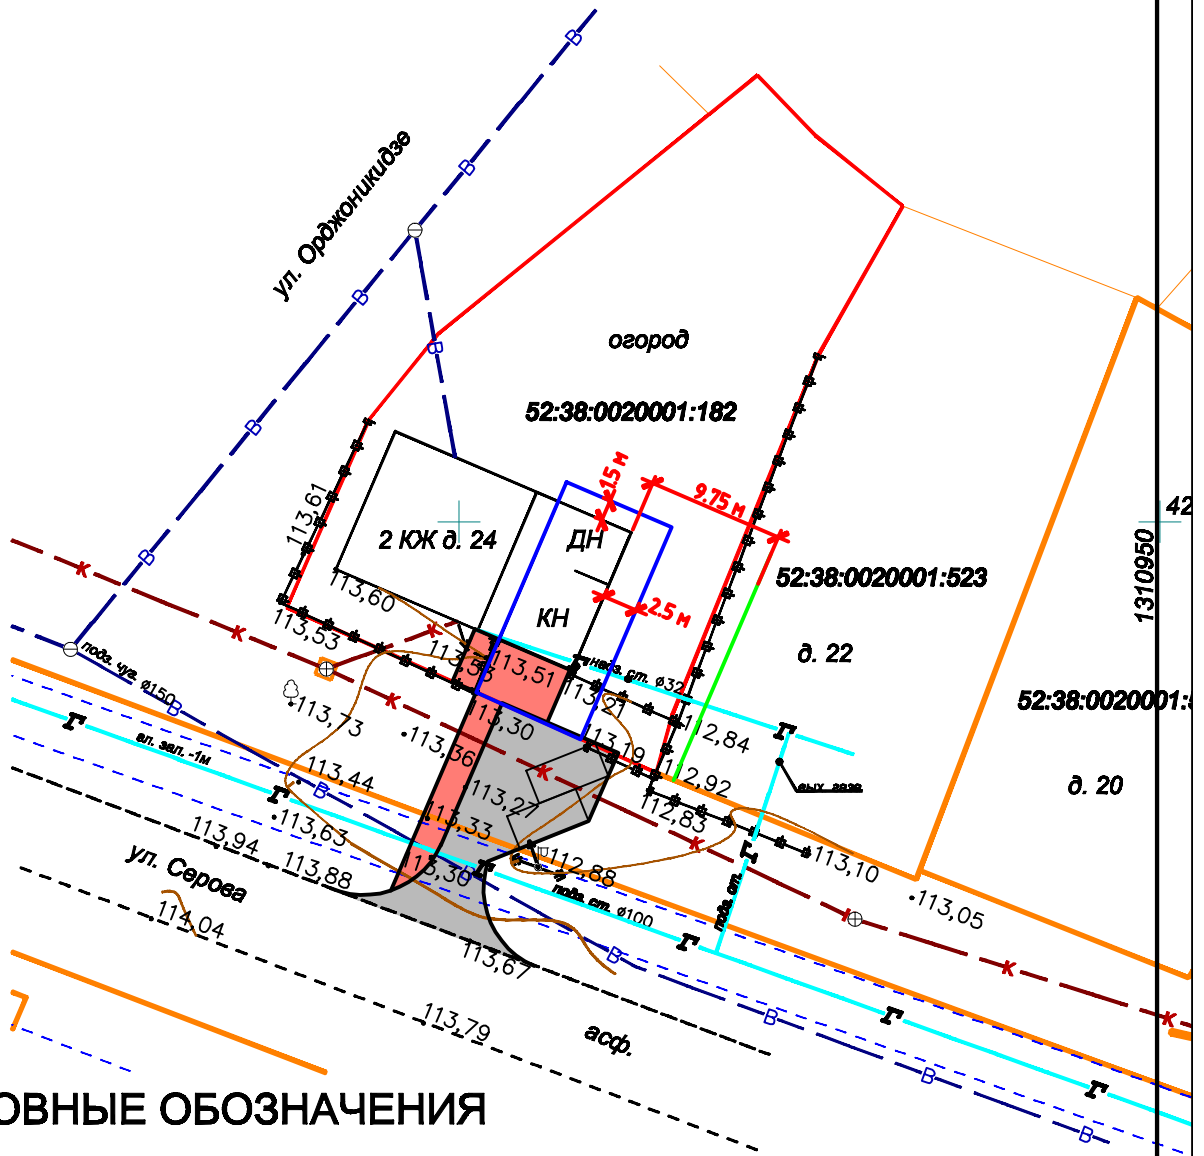 В
В
ул. Орджоникидзе
В
В
огород
52:38:0020001:182
В
1,5 м
9.75 м
113,61
2 КЖ д. 24
ДН
42
1310950
В
К
52:38:0020001:523
113,60
КН
2.5 м
113,53
К
К
д. 22
113,53
113,51
надз. ст. ø32
подз. чуг. ø150
113,21
52:38:0020001:
В
К
113,73
113,30
112,84
Г
Г
113,36
113,19
гл. зал. -1м
113,44
К
112,92
вых. газа
д. 20
В
113,27
112,83
Г
113,63
113,33
К
113,94
Г
113,10
ул. Серова
113,88
113,30
В
112,88
подз. ст.
113,05
114,04
подз. ст. ø100
Г
113,67
В
К
113,79
В
Г
К
асф.
В
Г
ОВНЫЕ ОБОЗНАЧЕНИЯ
В